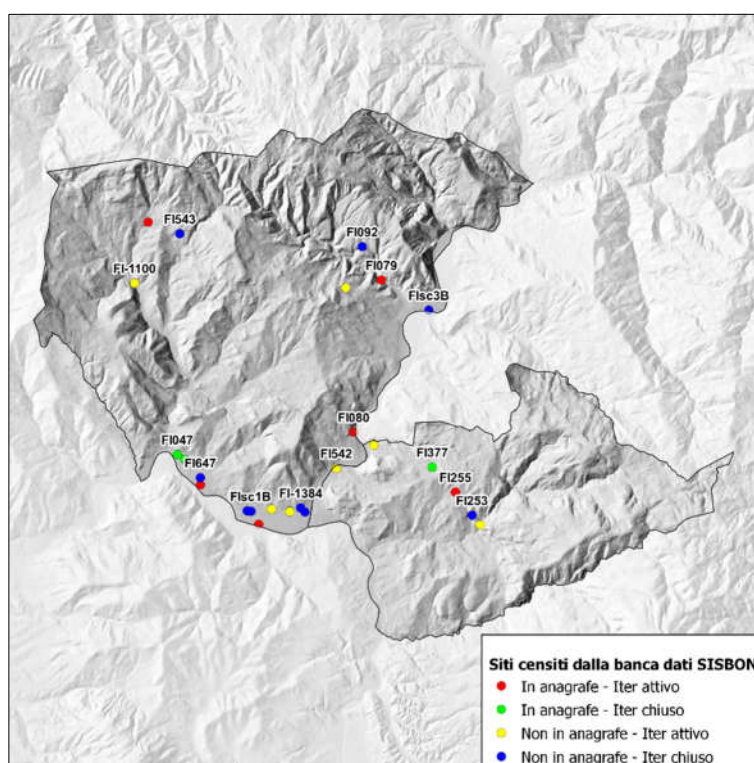 FI543
FI092
FI-1100
FI079
FIsc3B
FI080
FI047
FI542
FI377
FI647
FI255
FIsc1B
FI-1384
FI253
Siti censiti dalla banca dati SISBON
In anagrafe - Iter attivo
In anagrafe - Iter chiuso
Non in anagrafe - Iter attivo
Non in anagrafe - Iter chiuso